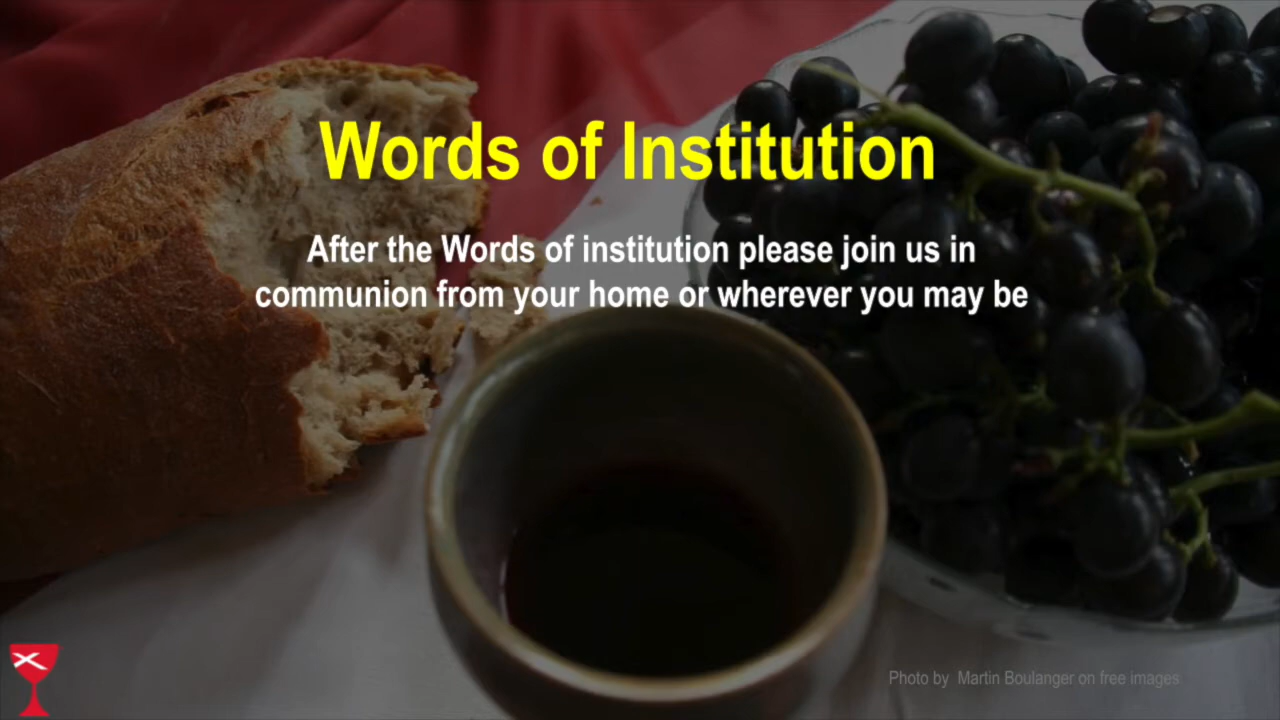 Words of Institution
After the Words of institution please join us in
communion from your home or wherever you may be
Photo by Martin Boulanger on free images